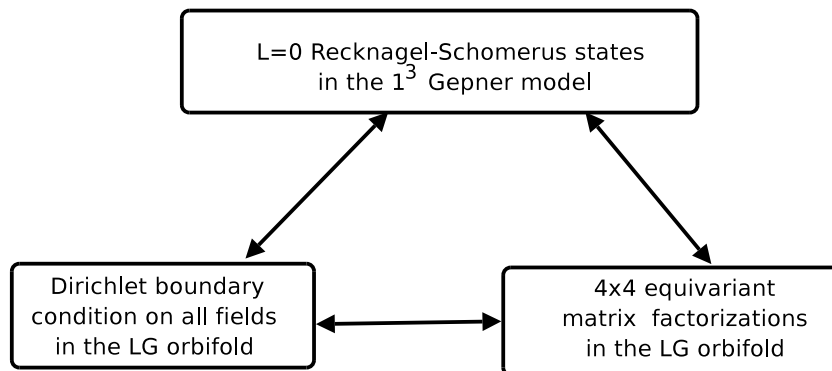 L=0 Recknagel-Schomerus states
in the 1³ Gepner model
Dirichlet boundary
condition on all fields
in the LG orbifold
4x4 equivariant
matrix factorizations
in the LG orbifold